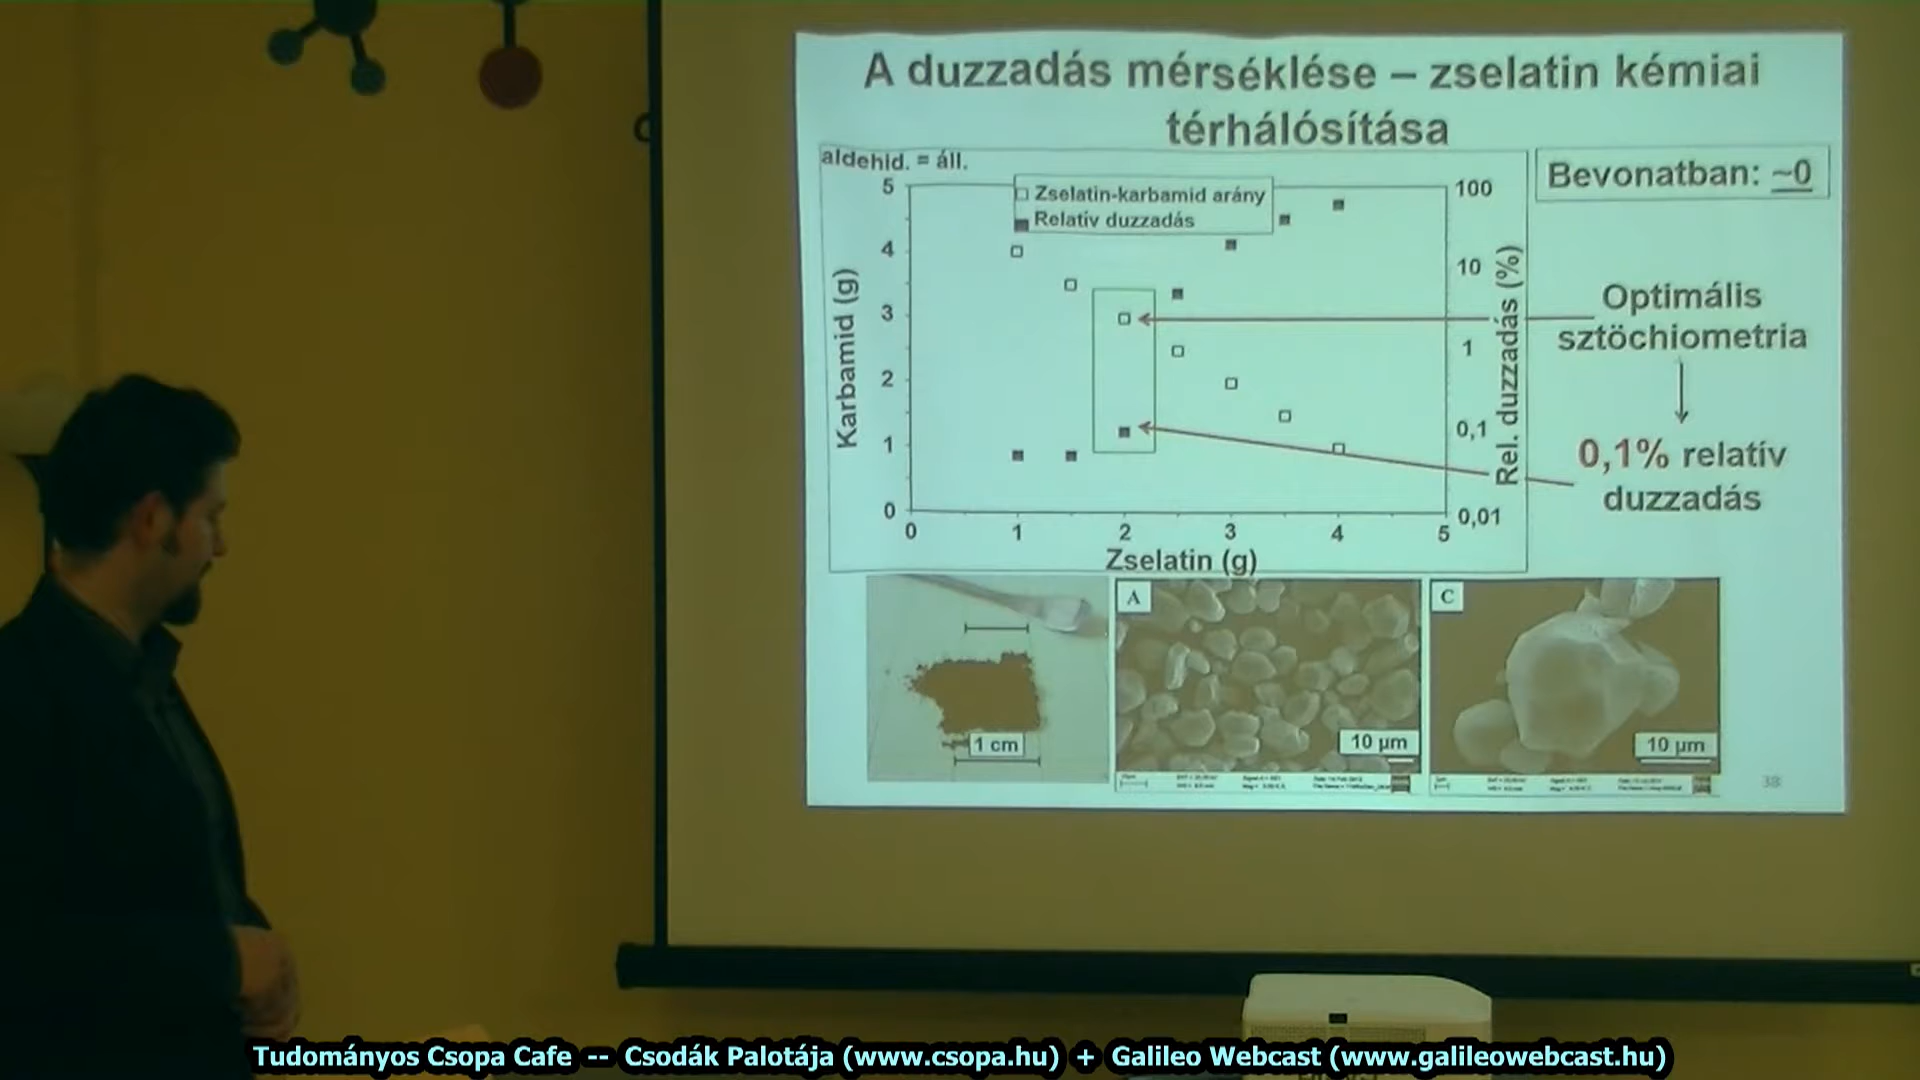 A duzzadás mérséklése – zselatin kémiai
térhálósítása
aldehid. = áll.
Bevonatban: ~0
Zselatin-karbamid arány
Relatív duzzadás
5
4
3
2
1
0
Karbamid (g)
100
10
1
0,1
0,01
Rel. duzzadás (%)
0 1 2 3 4 5
Zselatin (g)
Optimális
sztöchiometria
0,1% relatív
duzzadás
1 cm
A
10 µm
C
10 µm
38
Tudományos Csopa Cafe -- Csodák Palotája (www.csopa.hu) + Galileo Webcast (www.galileowebcast.hu)